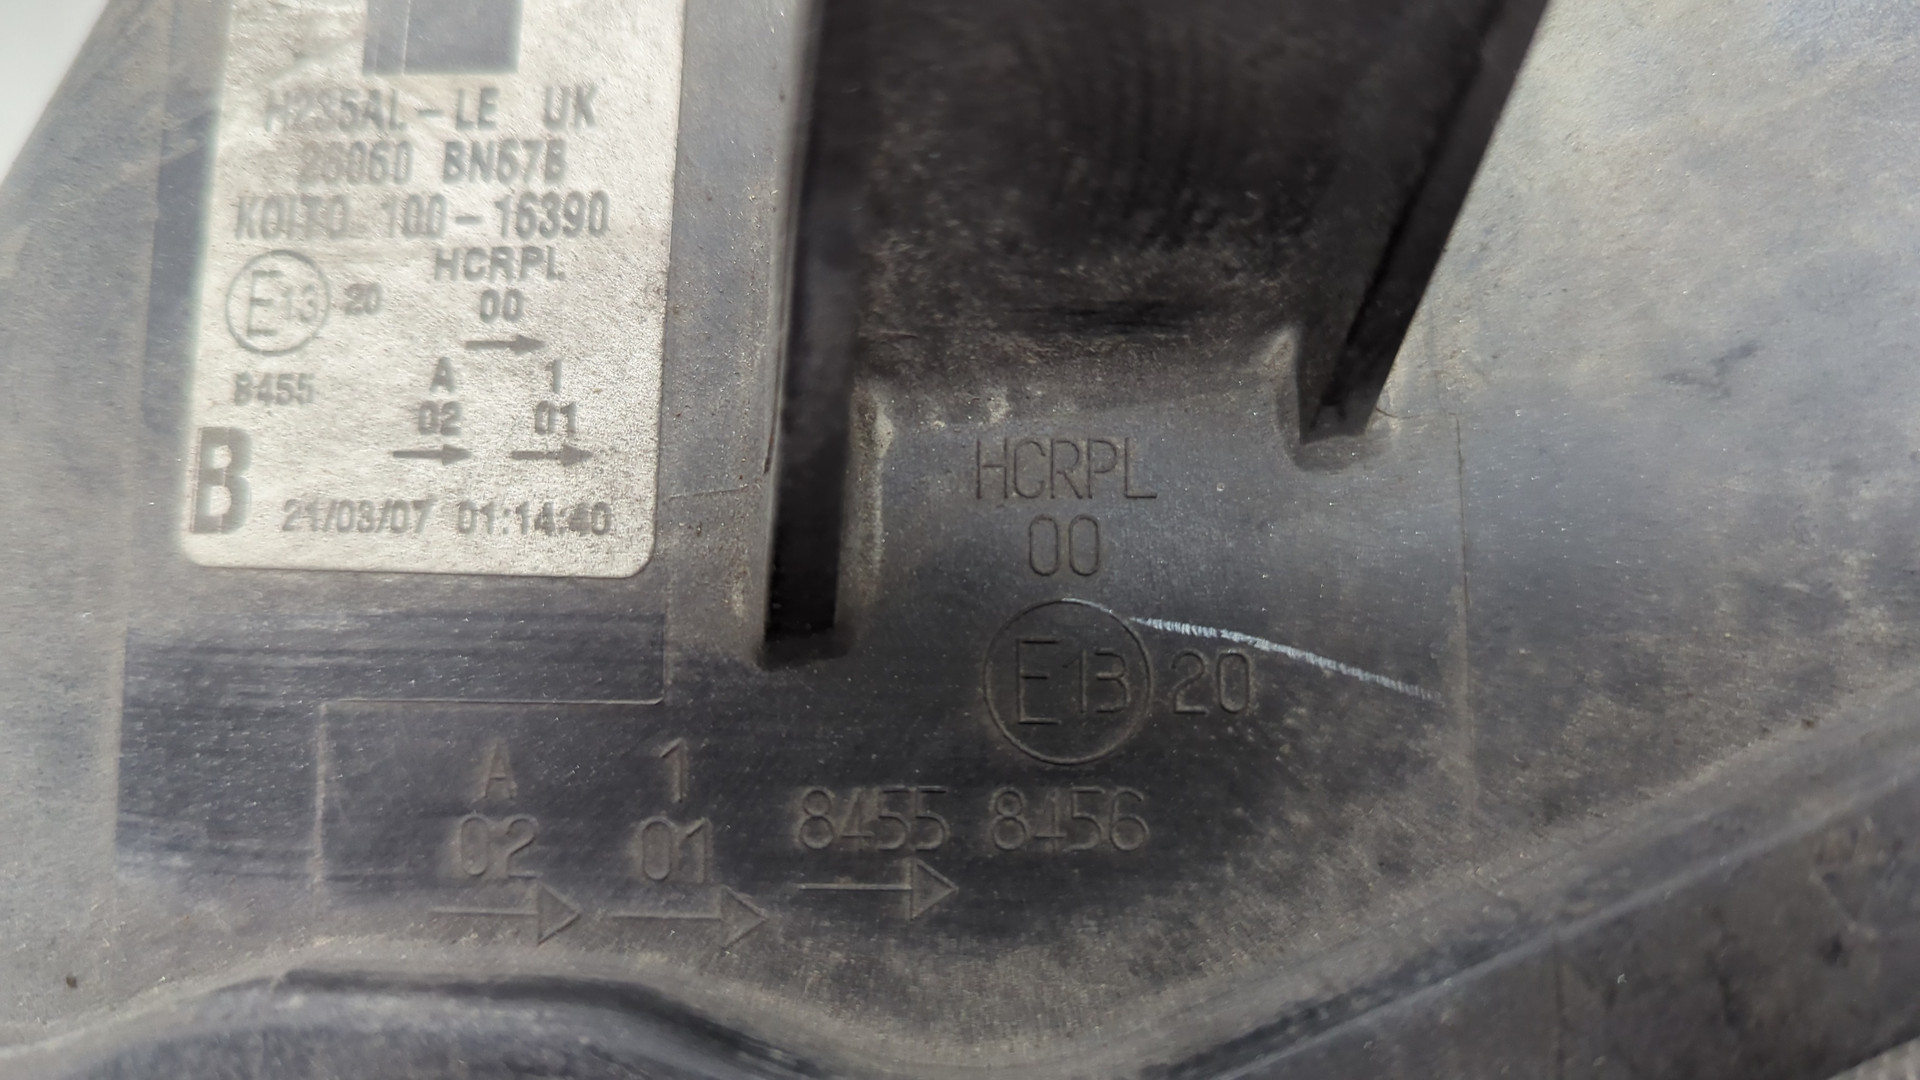 H2S5AL-LE UK
26060 BN67B
KOITO 100-16390
HCRPL
E13 20 00
→
8455 A 1
02 01
→ →
B 21/03/07 01:14:40
HCRPL
00
E13 20
A 1 8455 8456
02 01
→ → →